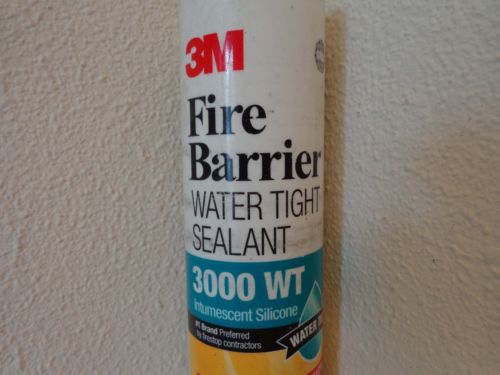 3M
Fire
Barrier
WATER TIGHT
SEALANT
3000 WT
Intumescent Silicone
#1 Brand Preferred
by firestop contractors
WATER